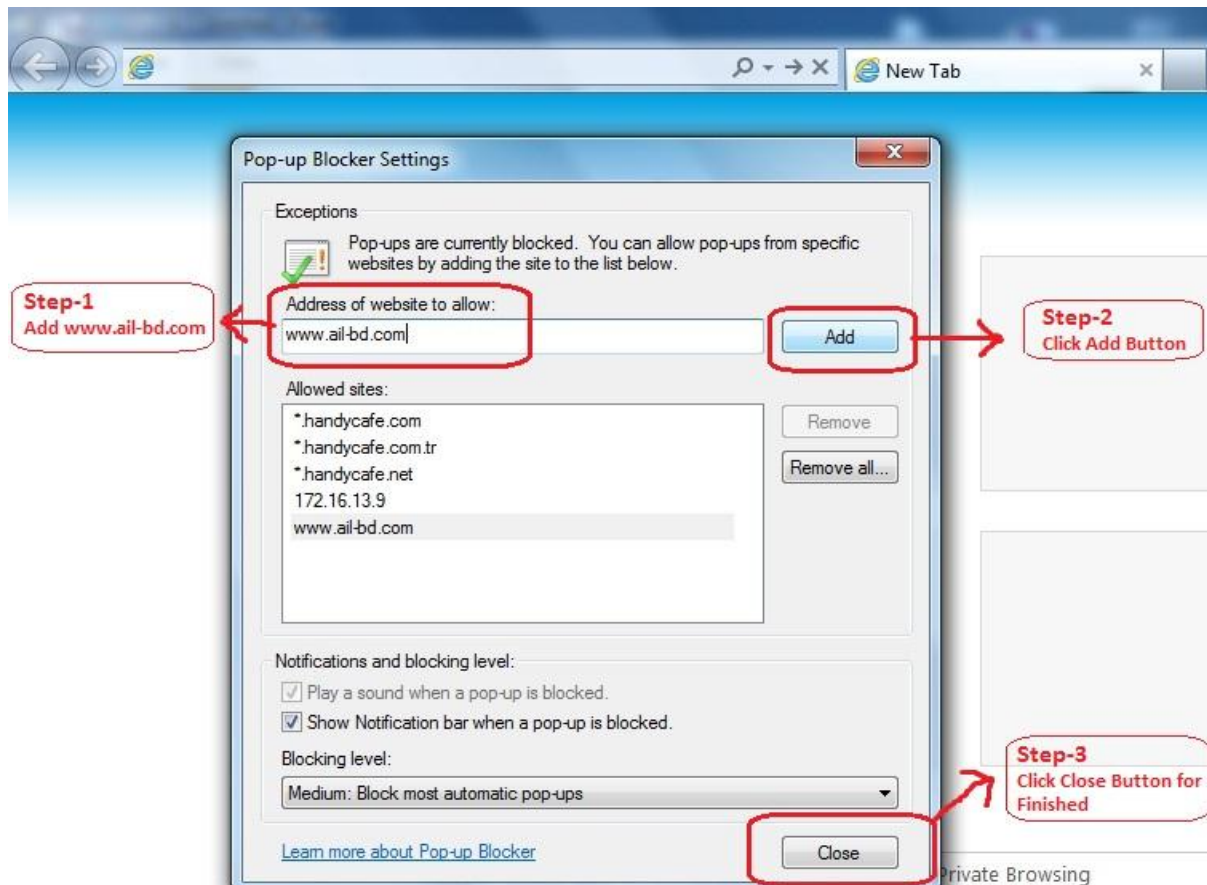 New Tab
Pop-up Blocker Settings
Exceptions
Pop-ups are currently blocked. You can allow pop-ups from specific
websites by adding the site to the list below.
Step-1
Add www.ail-bd.com
Address of website to allow:
www.ail-bd.com
Add
Step-2
Click Add Button
Allowed sites:
*.handycafe.com
*.handycafe.com.tr
*.handycafe.net
172.16.13.9
www.ail-bd.com
Remove
Remove all...
Notifications and blocking level:
Play a sound when a pop-up is blocked.
Show Notification bar when a pop-up is blocked.
Blocking level:
Medium: Block most automatic pop-ups
Step-3
Click Close Button for
Finished
Learn more about Pop-up Blocker
Close
Private Browsing